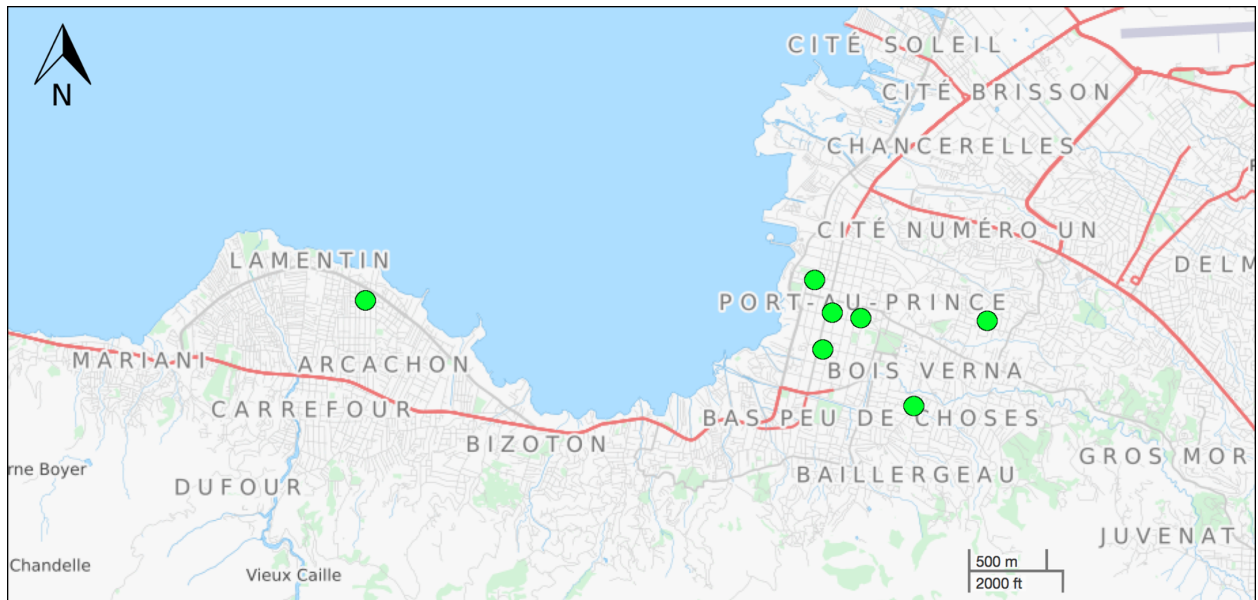 CITÉ SOLEIL
N
CITÉ BRISSON
CHANCERELLES
CITÉ NUMÉRO UN
LAMENTIN
DELM
PORT-AU-PRINCE
MARIANI
ARCACHON
BOIS VERNA
CARREFOUR
BAS PEU DE CHOSES
BIZOTON
GROS MOR
rne Boyer
BAILLERGEAU
DUFOUR
JUVENAT
Chandelle
Vieux Caille
500 m
2000 ft